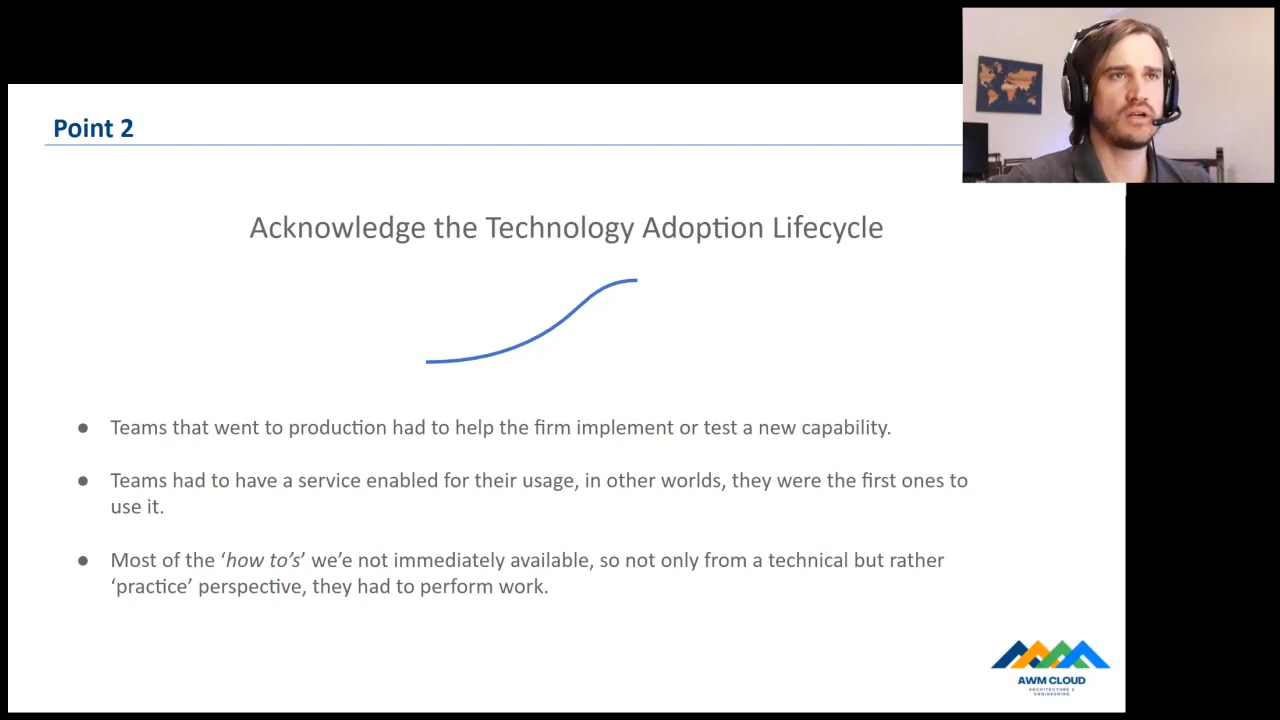 Point 2
Acknowledge the Technology Adoption Lifecycle
● Teams that went to production had to help the firm implement or test a new capability.
● Teams had to have a service enabled for their usage, in other worlds, they were the first ones to
use it.
● Most of the ‘how to’s’ we’e not immediately available, so not only from a technical but rather
‘practice’ perspective, they had to perform work.
AWM CLOUD
ARCHITECTURE &
ENGINEERING